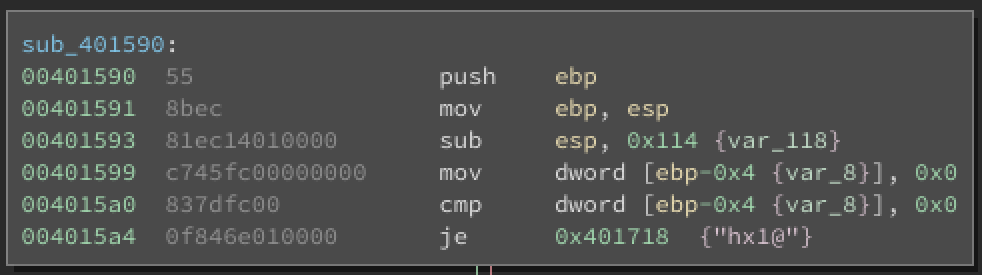 sub_401590:
00401590 55 push ebp
00401591 8bec mov ebp, esp
00401593 81ec14010000 sub esp, 0x114 {var_118}
00401599 c745fc00000000 mov dword [ebp-0x4 {var_8}], 0x0
004015a0 837dfc00 cmp dword [ebp-0x4 {var_8}], 0x0
004015a4 0f846e010000 je 0x401718 {"hx1@"}